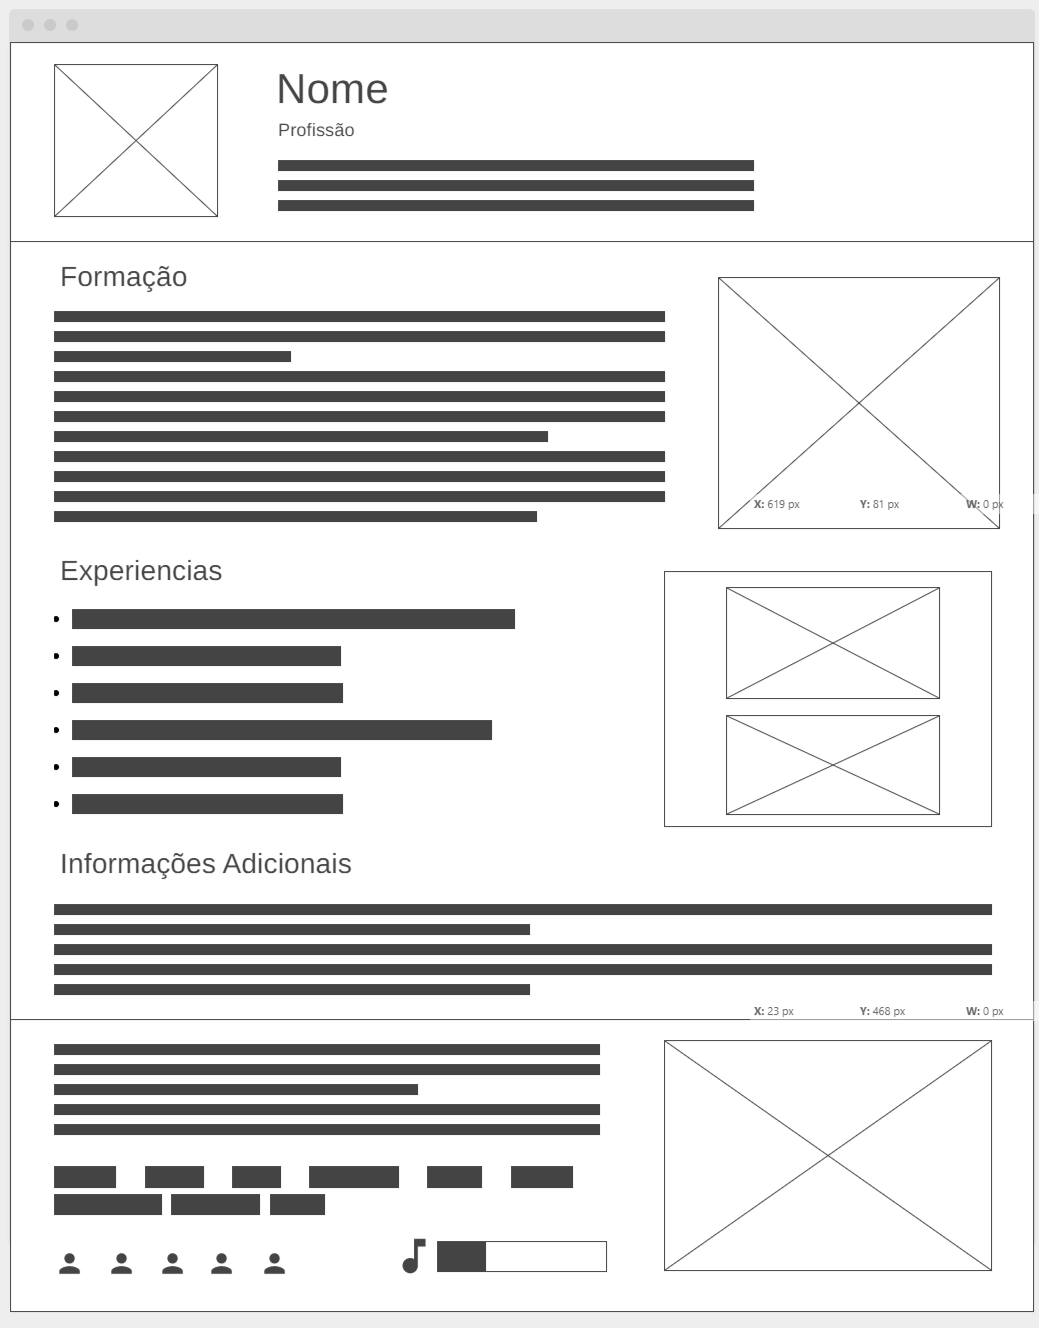 Nome
Profissão
Formação
X: 619 px Y: 81 px W: 0 px
Experiencias
Informações Adicionais
X: 23 px Y: 468 px W: 0 px